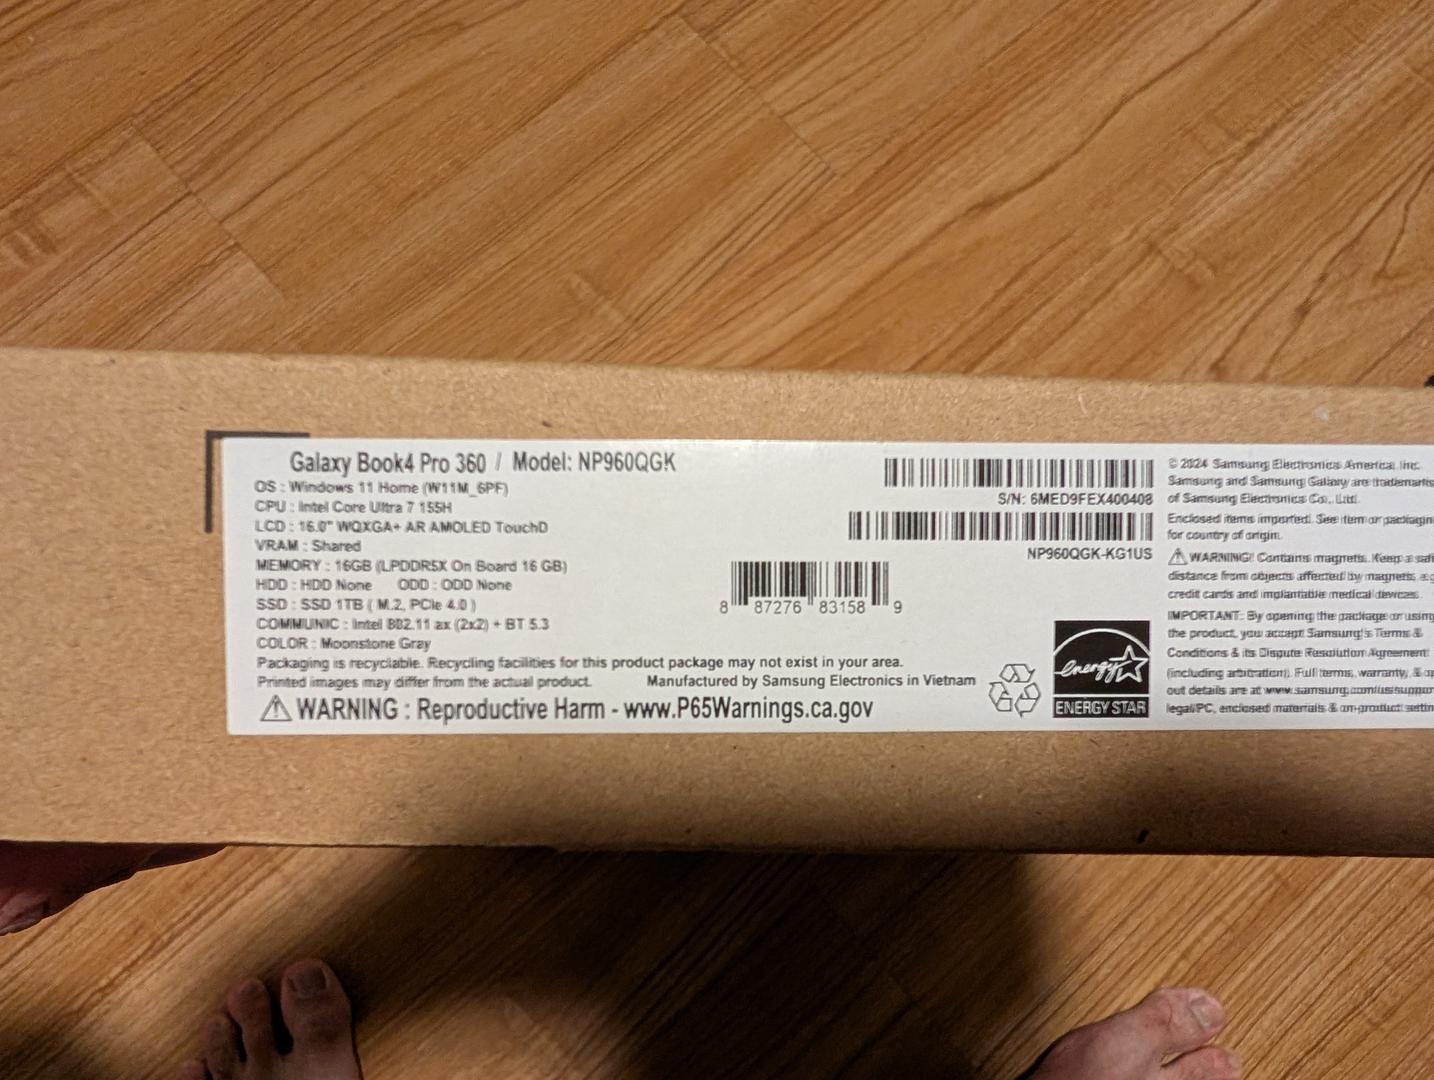 Galaxy Book4 Pro 360 / Model: NP960QGK
OS : Windows 11 Home (W11M_6PF)
CPU : Intel Core Ultra 7 155H
LCD : 16.0" WQXGA+ AR AMOLED TouchD
VRAM : Shared
MEMORY : 16GB (LPDDR5X On Board 16 GB)
HDD : HDD None ODD : ODD None
SSD : SSD 1TB ( M.2, PCIe 4.0 )
COMMUNIC : Intel 802.11 ax (2x2) + BT 5.3
COLOR : Moonstone Gray
Packaging is recyclable. Recycling facilities for this product package may not exist in your area.
Printed images may differ from the actual product. Manufactured by Samsung Electronics in Vietnam
⚠ WARNING : Reproductive Harm - www.P65Warnings.ca.gov
8 87276 83158 9
S/N: 6MED9FEX400408
NP960QGK-KG1US
energy
ENERGY STAR
© 2024 Samsung Electronics America, Inc.
Samsung and Samsung Galaxy are trademarks
of Samsung Electronics Co., Ltd.
Enclosed items imported. See item or packagin
for country of origin.
⚠ WARNING! Contains magnets. Keep a saf
distance from objects affected by magnets, e.g
credit cards and implantable medical devices.
IMPORTANT: By opening the package or using
the product, you accept Samsung's Terms &
Conditions & its Dispute Resolution Agreement
(including arbitration). Full terms, warranty, & op
out details are at www.samsung.com/us/suppor
legal/PC, enclosed materials & on-product settin